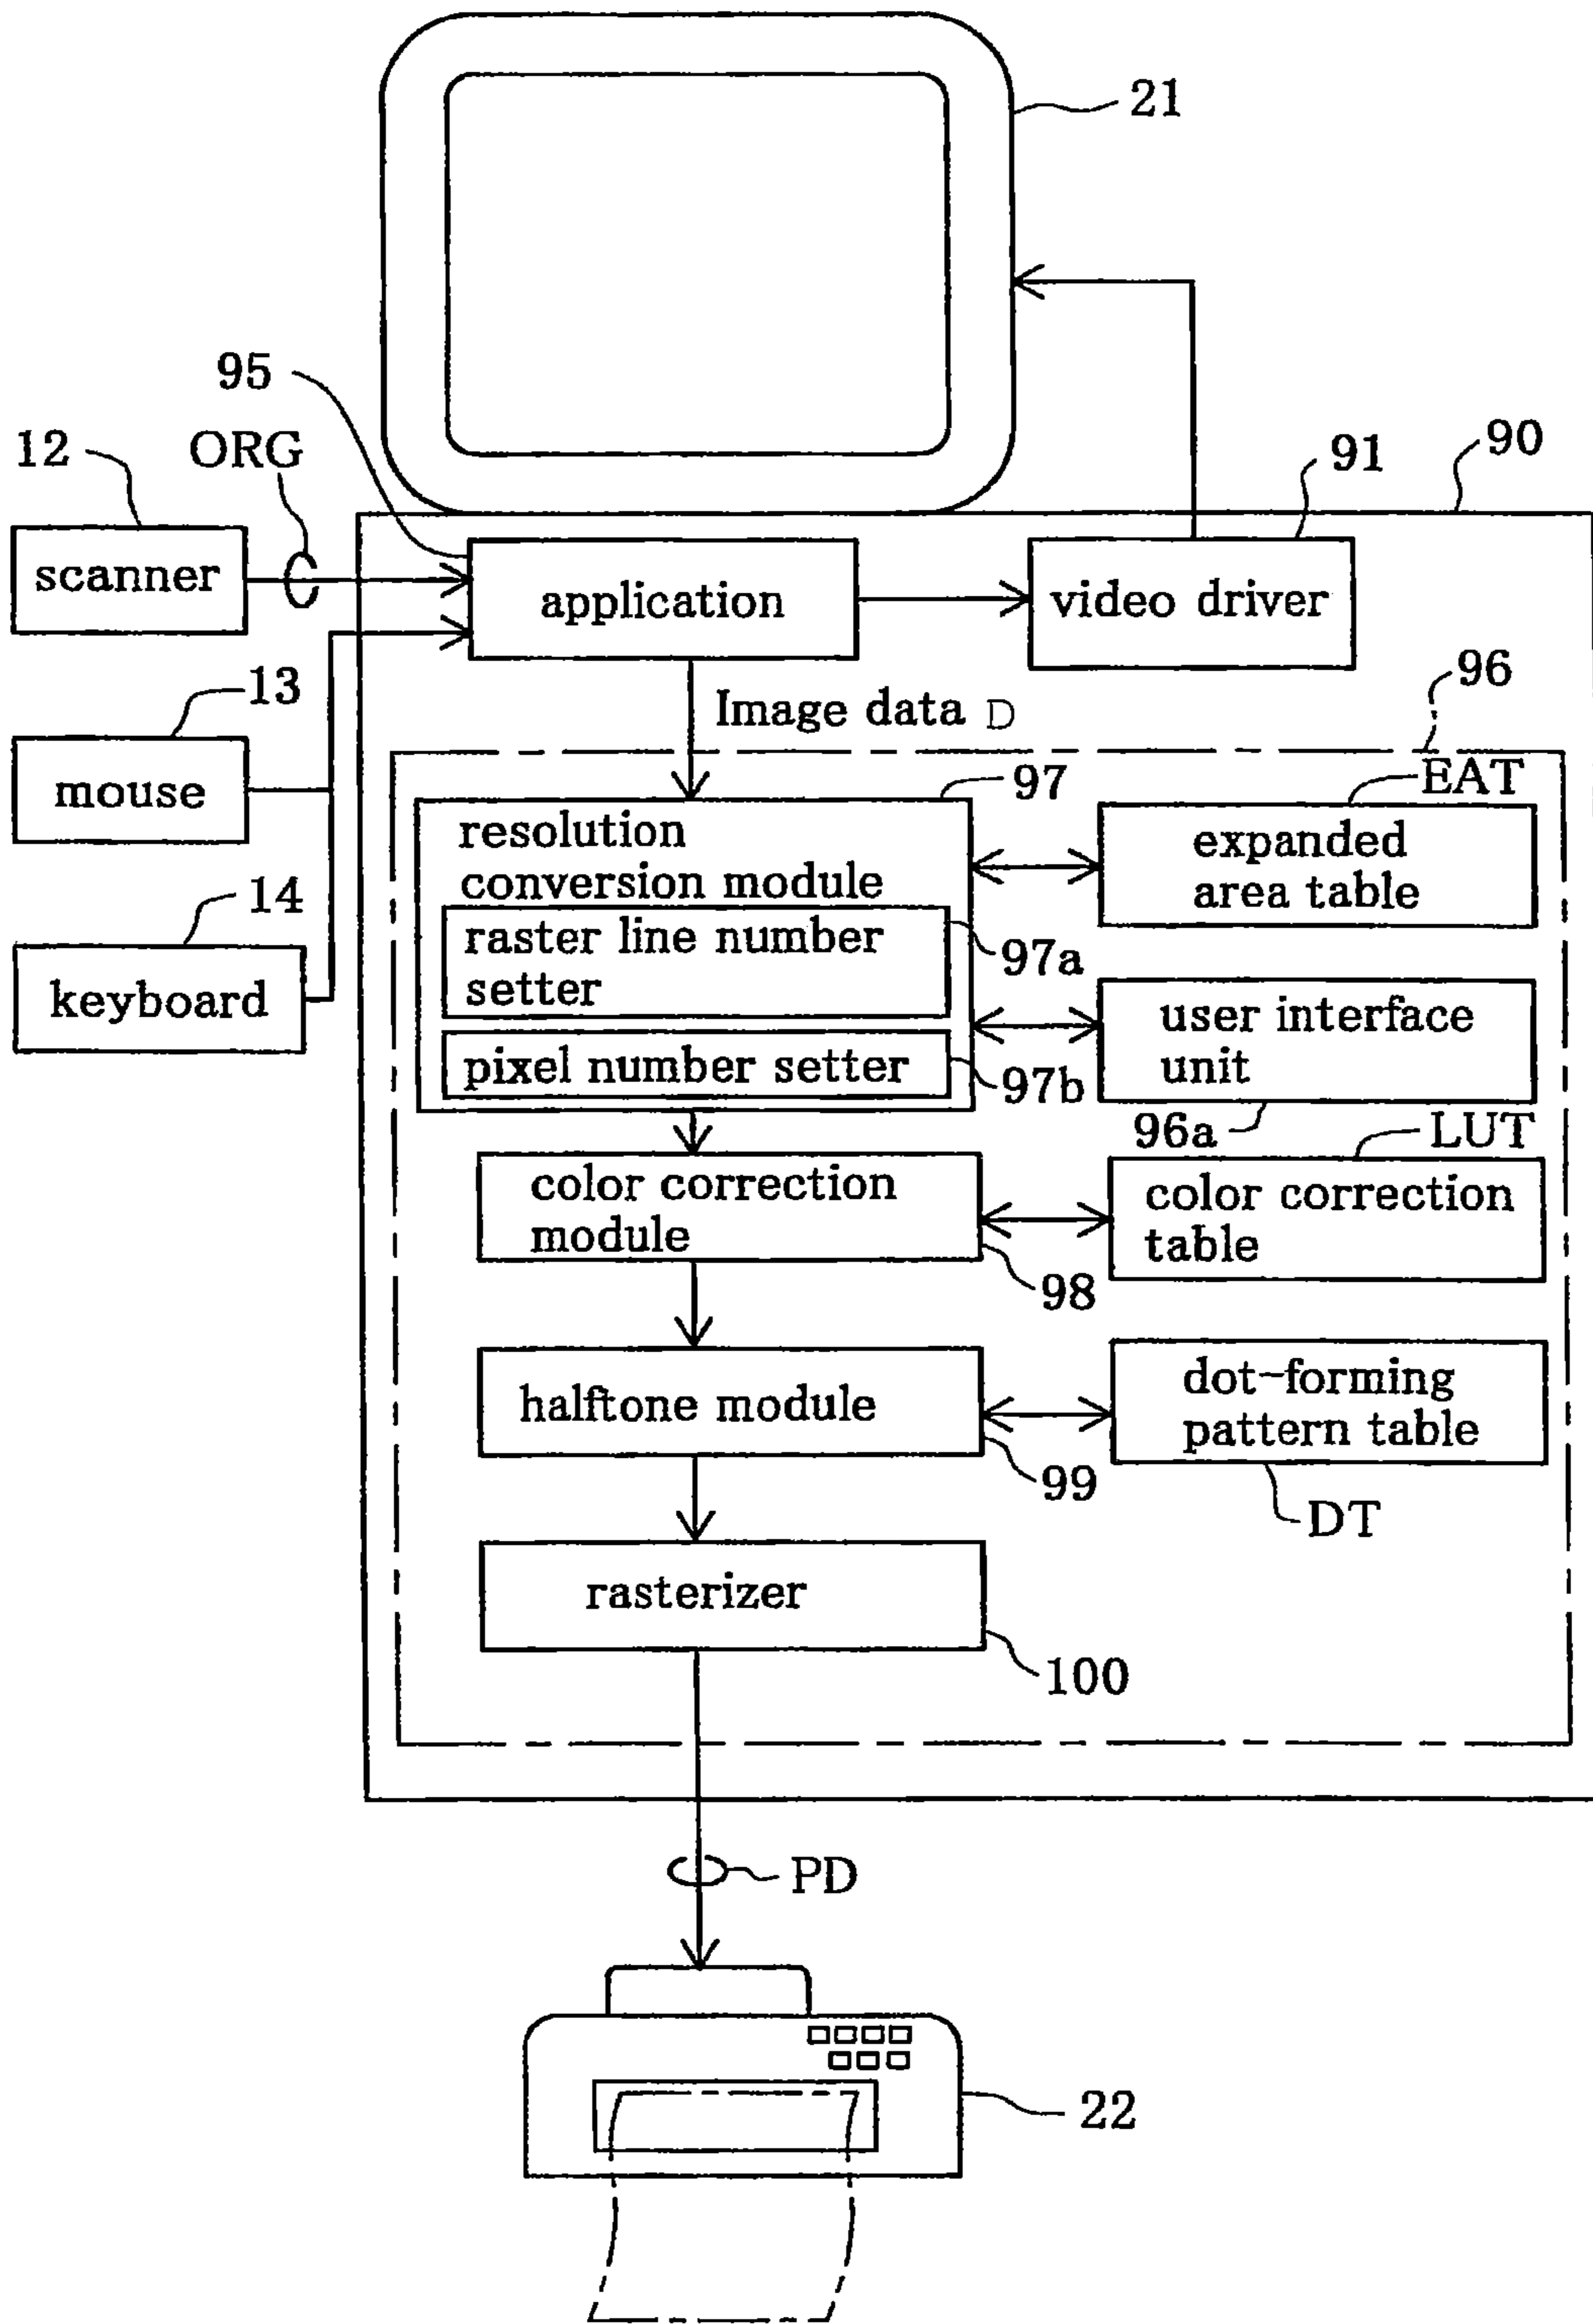 21
95
12
ORG
91
90
scanner
application
video driver
13
96
Image data D
mouse
97
EAT
resolution
conversion module
expanded
area table
14
raster line number
setter
97a
keyboard
user interface
unit
pixel number setter
97b
96a
LUT
color correction
module
color correction
table
98
halftone module
dot-forming
pattern table
99
DT
rasterizer
100
PD
22